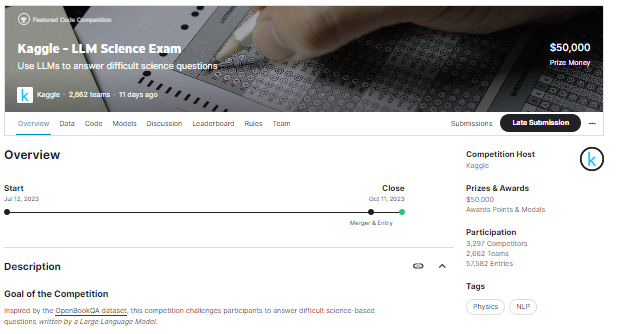 Featured Code Competition
Kaggle - LLM Science Exam
Use LLMs to answer difficult science questions
$50,000
Prize Money
Kaggle · 2,662 teams · 11 days ago
Overview Data Code Models Discussion Leaderboard Rules Team Submissions Late Submission ...
Overview
Start
Jul 12, 2023
Close
Oct 11, 2023
Merger & Entry
Description
Goal of the Competition
Inspired by the OpenBookQA dataset, this competition challenges participants to answer difficult science-based
questions written by a Large Language Model.
Competition Host
Kaggle
Prizes & Awards
$50,000
Awards Points & Medals
Participation
3,297 Competitors
2,662 Teams
57,582 Entries
Tags
Physics NLP